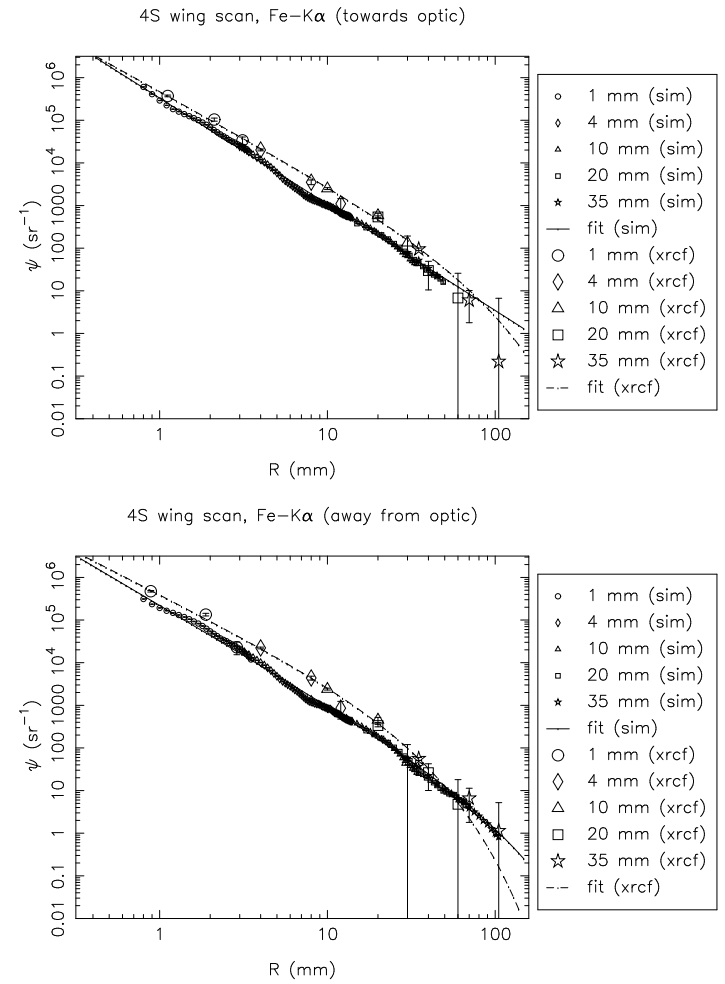 4S wing scan, Fe−Kα (towards optic)
10⁶
10⁵
10⁴
1000
100
10
1
0.1
0.01
ψ (sr⁻¹)
1 10 100
R (mm)
1 mm (sim)
4 mm (sim)
10 mm (sim)
20 mm (sim)
35 mm (sim)
fit (sim)
1 mm (xrcf)
4 mm (xrcf)
10 mm (xrcf)
20 mm (xrcf)
35 mm (xrcf)
fit (xrcf)
4S wing scan, Fe−Kα (away from optic)
10⁶
10⁵
10⁴
1000
100
10
1
0.1
0.01
ψ (sr⁻¹)
1 10 100
R (mm)
1 mm (sim)
4 mm (sim)
10 mm (sim)
20 mm (sim)
35 mm (sim)
fit (sim)
1 mm (xrcf)
4 mm (xrcf)
10 mm (xrcf)
20 mm (xrcf)
35 mm (xrcf)
fit (xrcf)